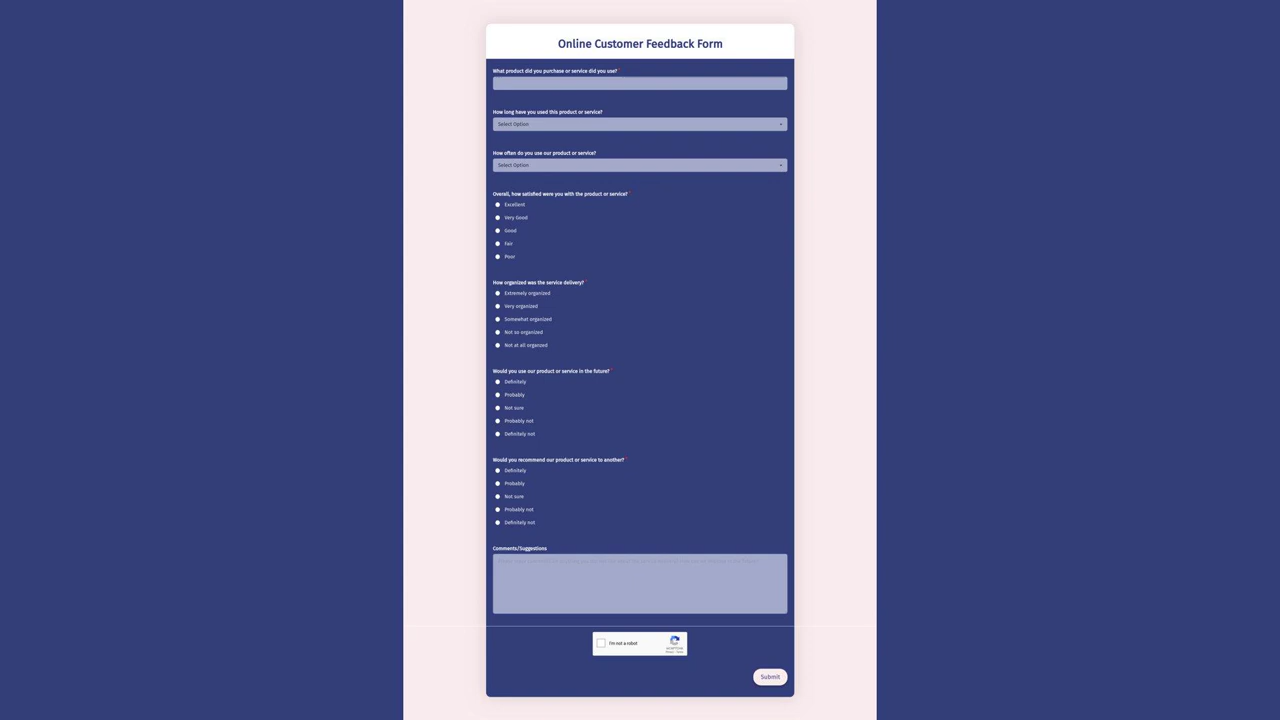 Online Customer Feedback Form
What product did you purchase or service did you use? *
How long have you used this product or service?
Select Option
How often do you use our product or service?
Select Option
Overall, how satisfied were you with the product or service? *
Excellent
Very Good
Good
Fair
Poor
How organized was the service delivery? *
Extremely organized
Very organized
Somewhat organized
Not so organized
Not at all organzed
Would you use our product or service in the future? *
Definitely
Probably
Not sure
Probably not
Definitely not
Would you recommend our product or service to another? *
Definitely
Probably
Not sure
Probably not
Definitely not
Comments/Suggestions
I'm not a robot
reCAPTCHA
Privacy - Terms
Submit